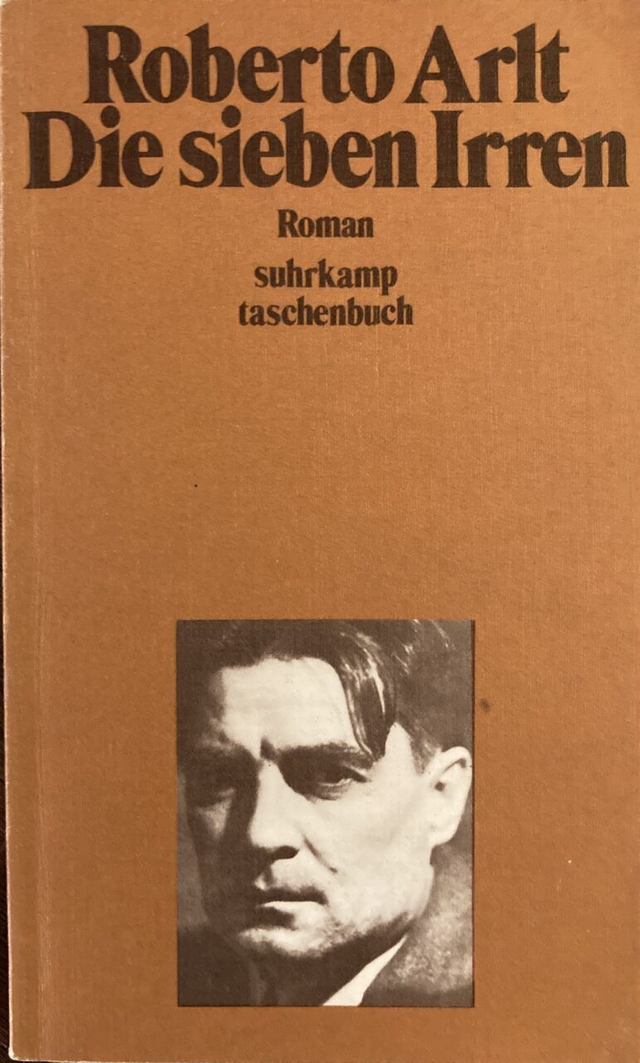 Roberto Arlt
Die sieben Irren
Roman
suhrkamp
taschenbuch